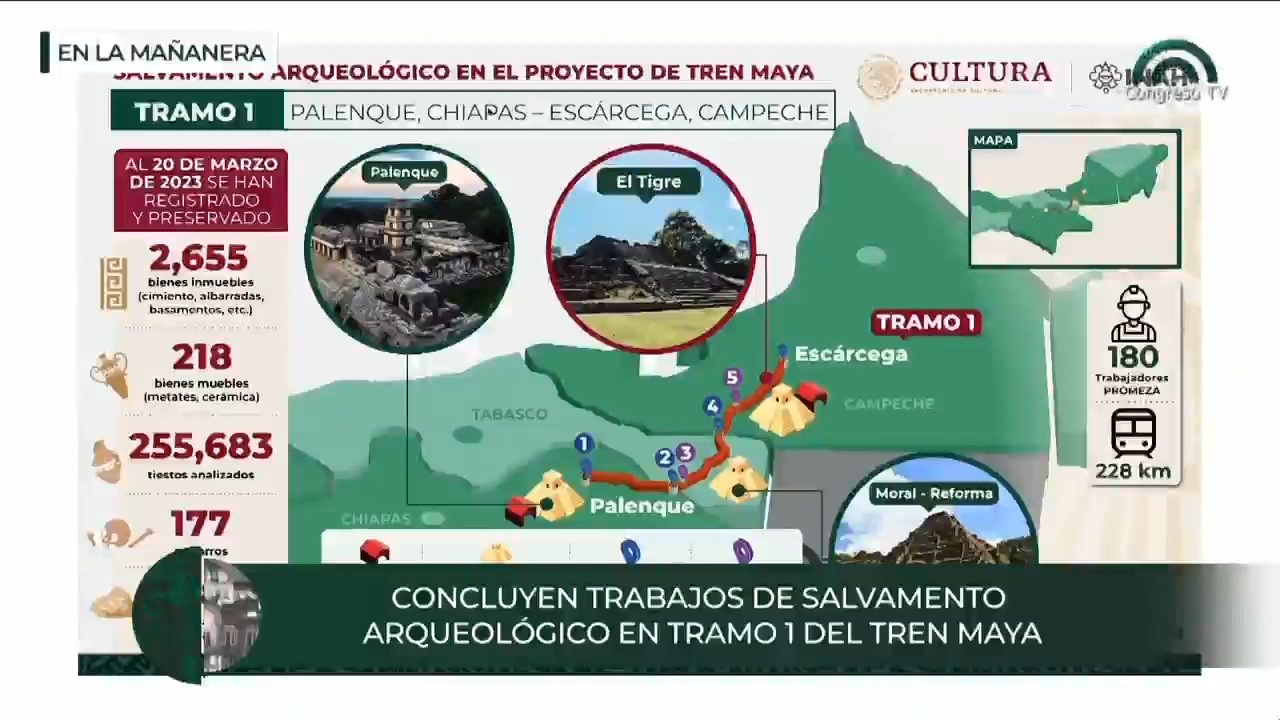 EN LA MAÑANERA
SALVAMENTO ARQUEOLÓGICO EN EL PROYECTO DE TREN MAYA
CULTURA
SECRETARÍA DE CULTURA
INAH
Congreso TV
TRAMO 1
PALENQUE, CHIAPAS – ESCÁRCEGA, CAMPECHE
MAPA
AL 20 DE MARZO
DE 2023 SE HAN
REGISTRADO
Y PRESERVADO
2,655
bienes inmuebles
(cimiento, albarradas,
basamentos, etc.)
218
bienes muebles
(metates, cerámica)
255,683
tiestos analizados
177
Palenque
El Tigre
TRAMO 1
Escárcega
5
4
CAMPECHE
TABASCO
1
2
3
Palenque
CHIAPAS
Moral - Reforma
180
Trabajadores
PROMEZA
228 km
CONCLUYEN TRABAJOS DE SALVAMENTO
ARQUEOLÓGICO EN TRAMO 1 DEL TREN MAYA